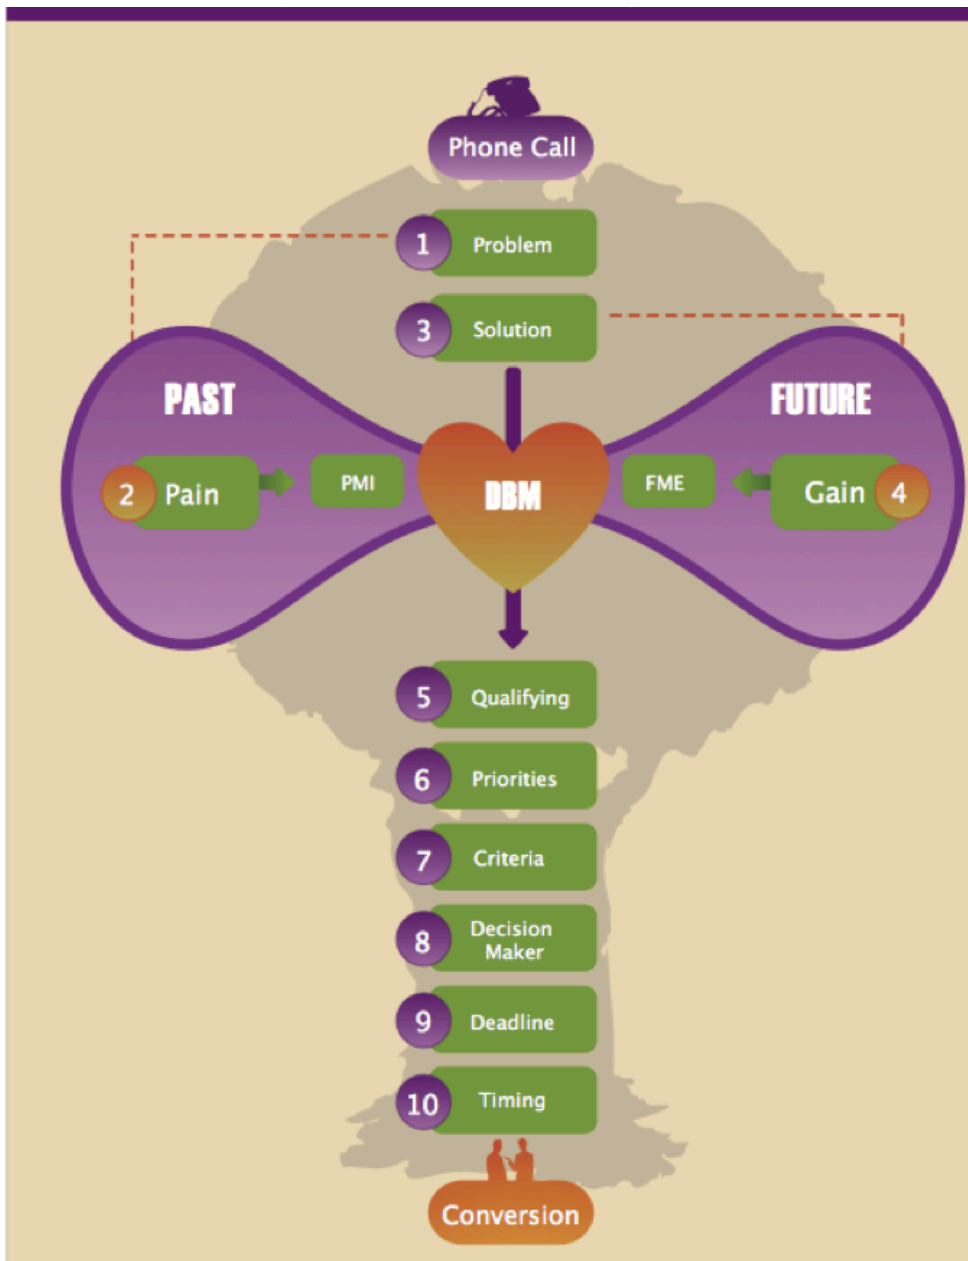 Phone Call
1 Problem
3 Solution
PAST
FUTURE
2 Pain
PMI
DBM
FME
Gain 4
5 Qualifying
6 Priorities
7 Criteria
8 Decision
Maker
9 Deadline
10 Timing
Conversion